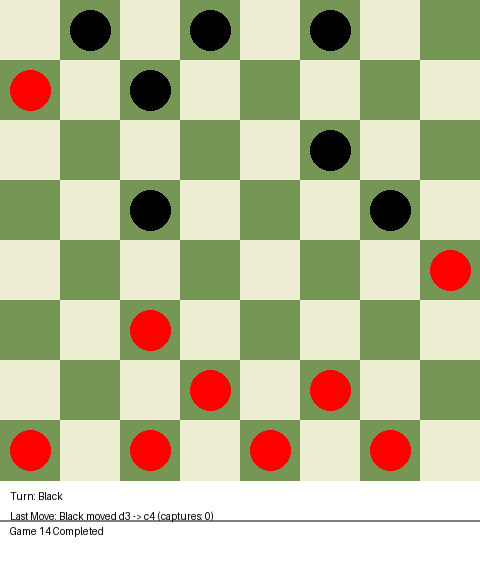 Turn: Black
Last Move: Black moved d3 -> c4 (captures: 0)
Game 14 Completed